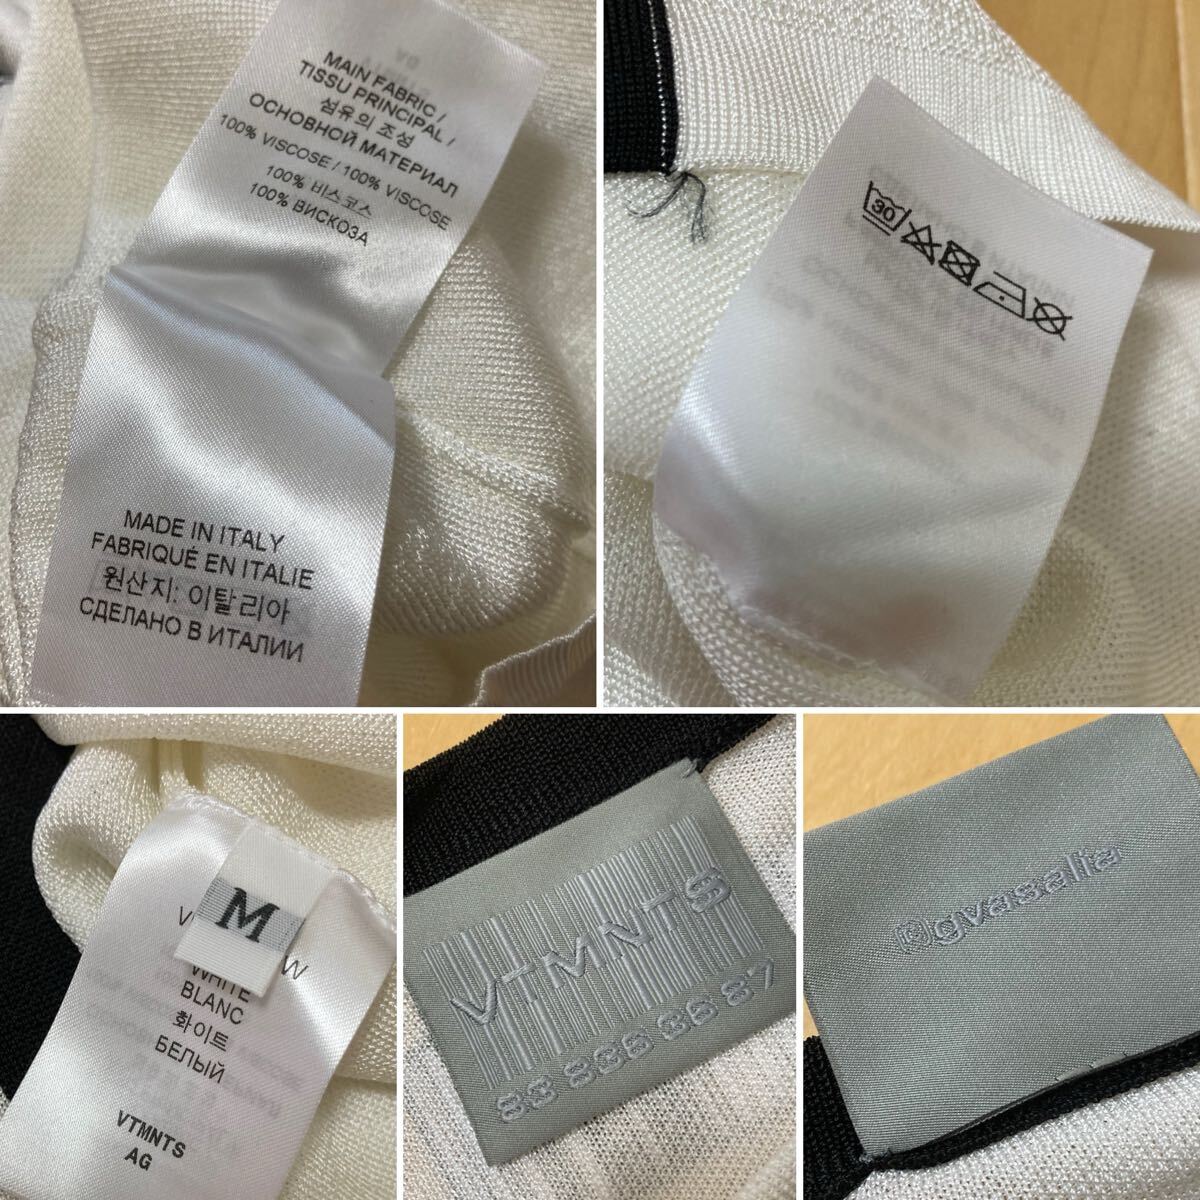 MAIN FABRIC /
TISSU PRINCIPAL /
섬유의 조성
ОСНОВНОЙ МАТЕРИАЛ
100% VISCOSE / 100% VISCOSE
100% 비스코스
100% ВИСКОЗА
MADE IN ITALY
FABRIQUÉ EN ITALIE
원산지: 이탈리아
СДЕЛАНО В ИТАЛИИ
30
M
WHITE
BLANC
화이트
БЕЛЫЙ
VTMNTS
AG
VTMNTS
@gvasalia